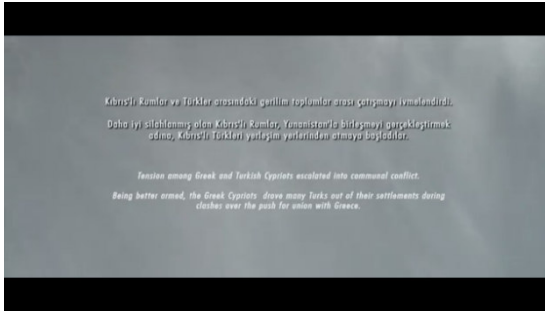 Kıbrıs'lı Rumlar ve Türkler arasındaki gerilim toplumlar arası çatışmayı ivmelendirdi.
Daha iyi silahlanmış olan Kıbrıs'lı Rumlar, Yunanistan'la birleşmeyi gerçekleştirmek
adına, Kıbrıs'lı Türkleri yerleşim yerlerinden atmaya başladılar.
Tension among Greek and Turkish Cypriots escalated into communal conflict.
Being better armed, the Greek Cypriots drove many Turks out of their settlements during
clashes over the push for union with Greece.